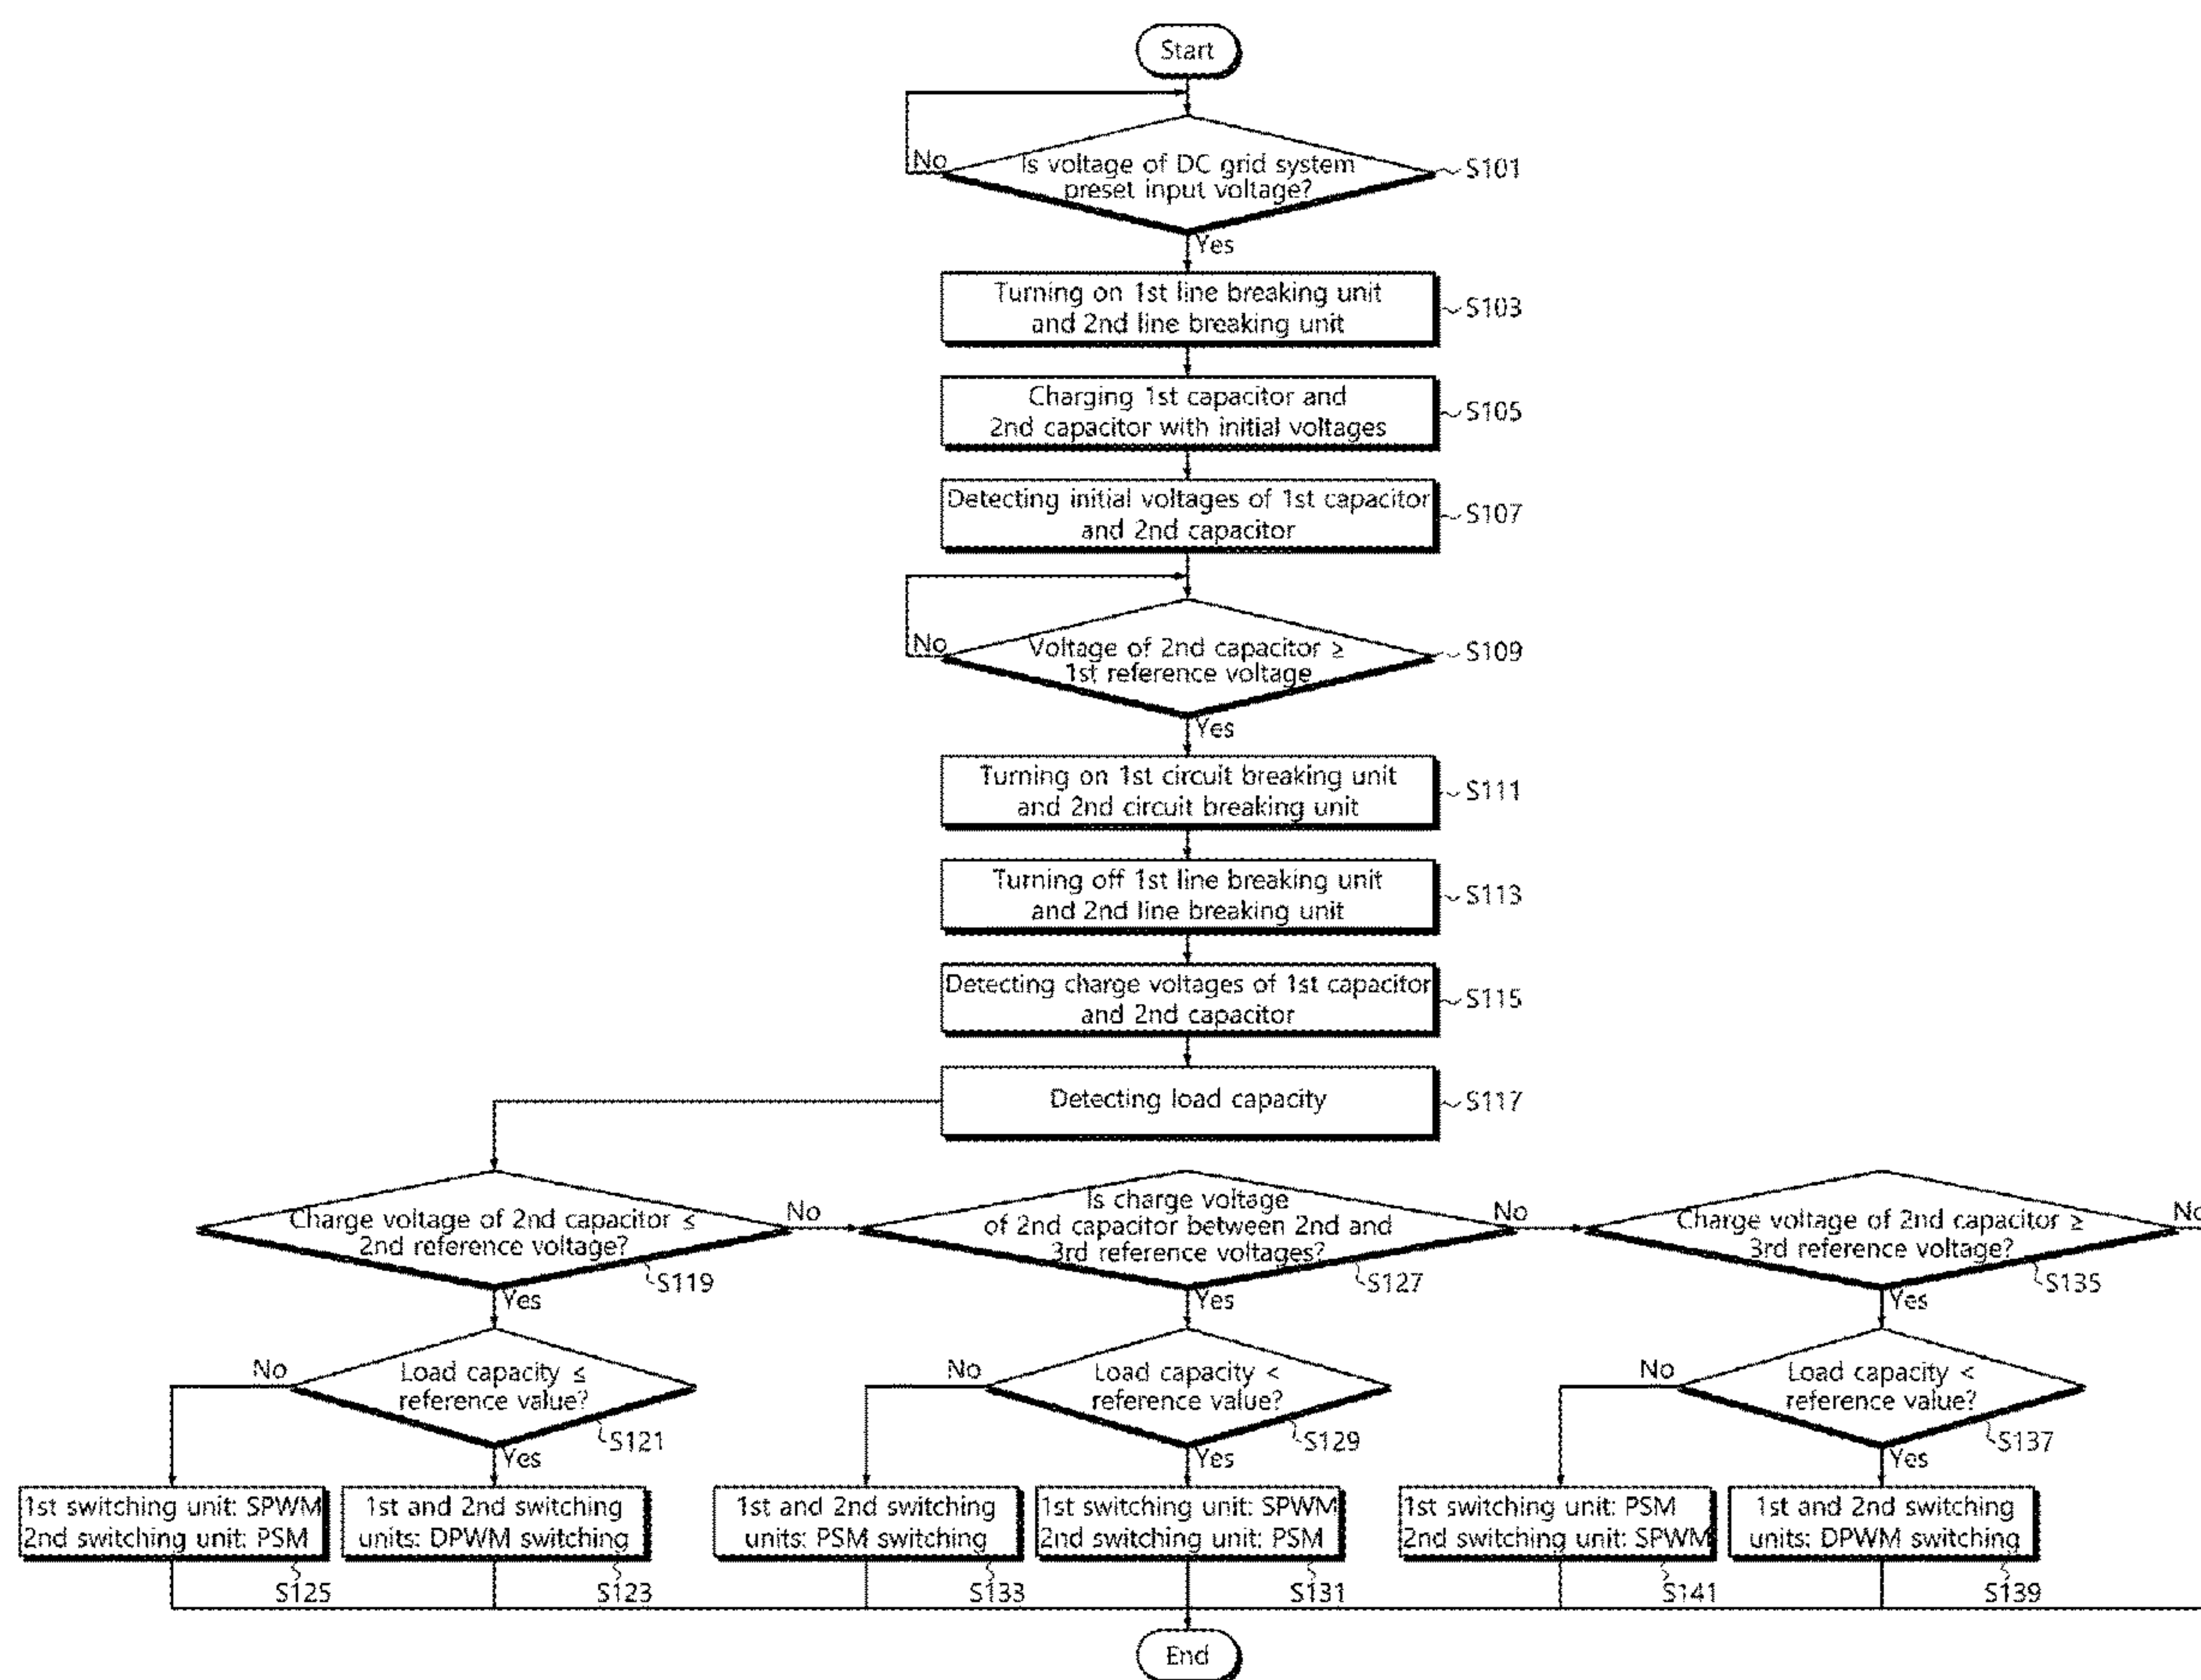 Start
No
Is voltage of DC grid system
preset input voltage?
S101
Yes
Turning on 1st line breaking unit
and 2nd line breaking unit
S103
Charging 1st capacitor and
2nd capacitor with initial voltages
S105
Detecting initial voltages of 1st capacitor
and 2nd capacitor
S107
No
Voltage of 2nd capacitor ≥
1st reference voltage
S109
Yes
Turning on 1st circuit breaking unit
and 2nd circuit breaking unit
S111
Turning off 1st line breaking unit
and 2nd line breaking unit
S113
Detecting charge voltages of 1st capacitor
and 2nd capacitor
S115
Detecting load capacity
S117
Charge voltage of 2nd capacitor ≤
2nd reference voltage?
S119
No
Yes
Is charge voltage
of 2nd capacitor between 2nd and
3rd reference voltages?
S127
No
Yes
Charge voltage of 2nd capacitor ≥
3rd reference voltage?
S135
No
Yes
No
Load capacity ≤
reference value?
S121
Yes
No
Load capacity <
reference value?
S129
Yes
No
Load capacity <
reference value?
S137
Yes
1st switching unit: SPWM
2nd switching unit: PSM
S125
1st and 2nd switching
units: DPWM switching
S123
1st and 2nd switching
units: PSM switching
S133
1st switching unit: SPWM
2nd switching unit: PSM
S131
1st switching unit: PSM
2nd switching unit: SPWM
S141
1st and 2nd switching
units: DPWM switching
S139
End